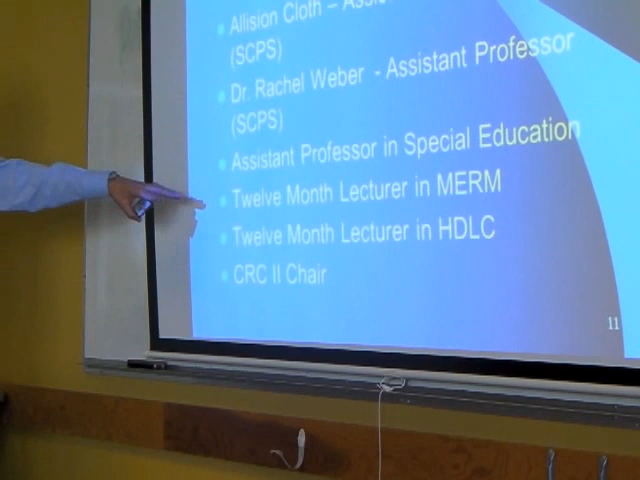 Allision Cloth –
(SCPS)
Dr. Rachel Weber - Assistant Professor
(SCPS)
Assistant Professor in Special Education
Twelve Month Lecturer in MERM
Twelve Month Lecturer in HDLC
CRC II Chair
11